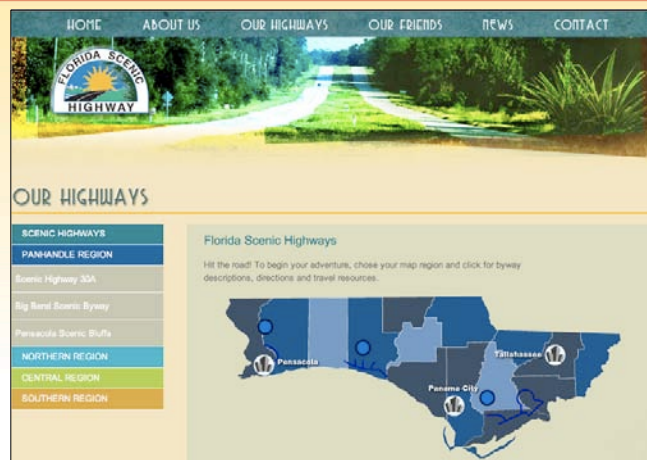 HOME ABOUT US OUR HIGHWAYS OUR FRIENDS NEWS CONTACT
FLORIDA SCENIC
HIGHWAY
OUR HIGHWAYS
SCENIC HIGHWAYS
PANHANDLE REGION
Scenic Highway 30A
Big Bend Scenic Byway
Pensacola Scenic Bluffs
NORTHERN REGION
CENTRAL REGION
SOUTHERN REGION
Florida Scenic Highways
Hit the road! To begin your adventure, chose your map region and click for byway
descriptions, directions and travel resources.
Pensacola
Tallahassee
Panama City